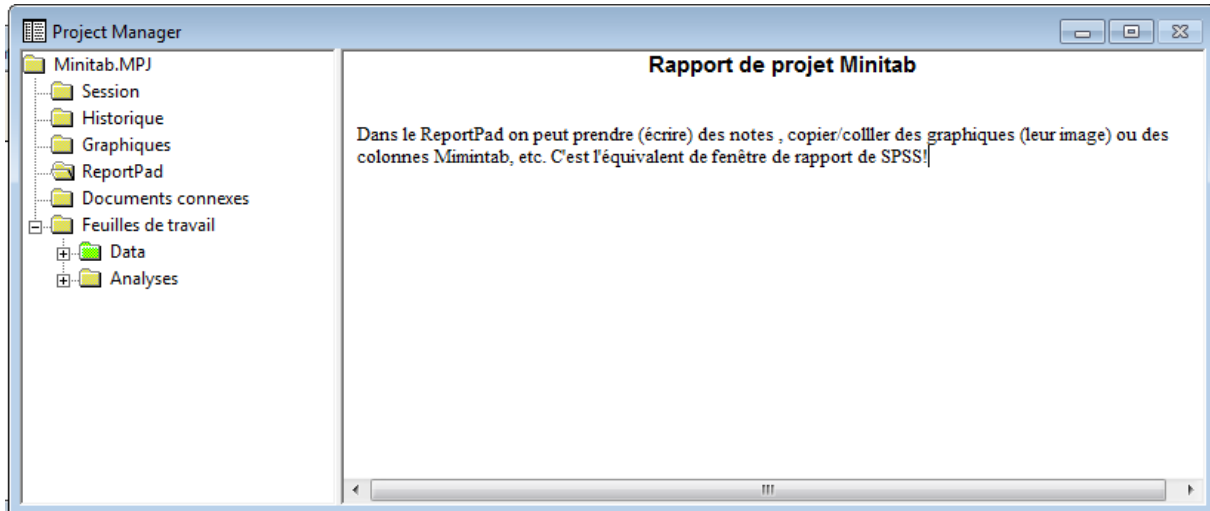 Project Manager
Minitab.MPJ
Session
Historique
Graphiques
ReportPad
Documents connexes
Feuilles de travail
Data
Analyses
Rapport de projet Minitab
Dans le ReportPad on peut prendre (écrire) des notes , copier/colller des graphiques (leur image) ou des
colonnes Mimintab, etc. C'est l'équivalent de fenêtre de rapport de SPSS!